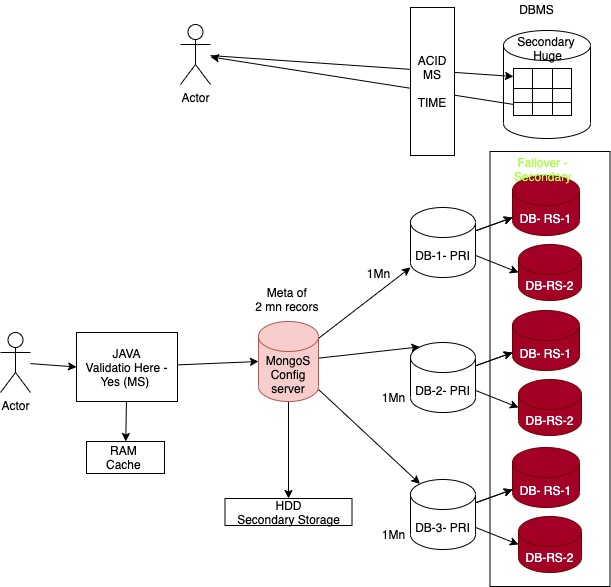 DBMS
Secondary
Huge
ACID
MS
TIME
Actor
Failover -
Secondary
DB- RS-1
DB-1- PRI
1Mn
DB-RS-2
Meta of
2 mn recors
DB- RS-1
JAVA
Validatio Here -
Yes (MS)
MongoS
Config
server
DB-2- PRI
1Mn
Actor
DB-RS-2
RAM
Cache
DB- RS-1
HDD
Secondary Storage
DB-3- PRI
1Mn
DB-RS-2